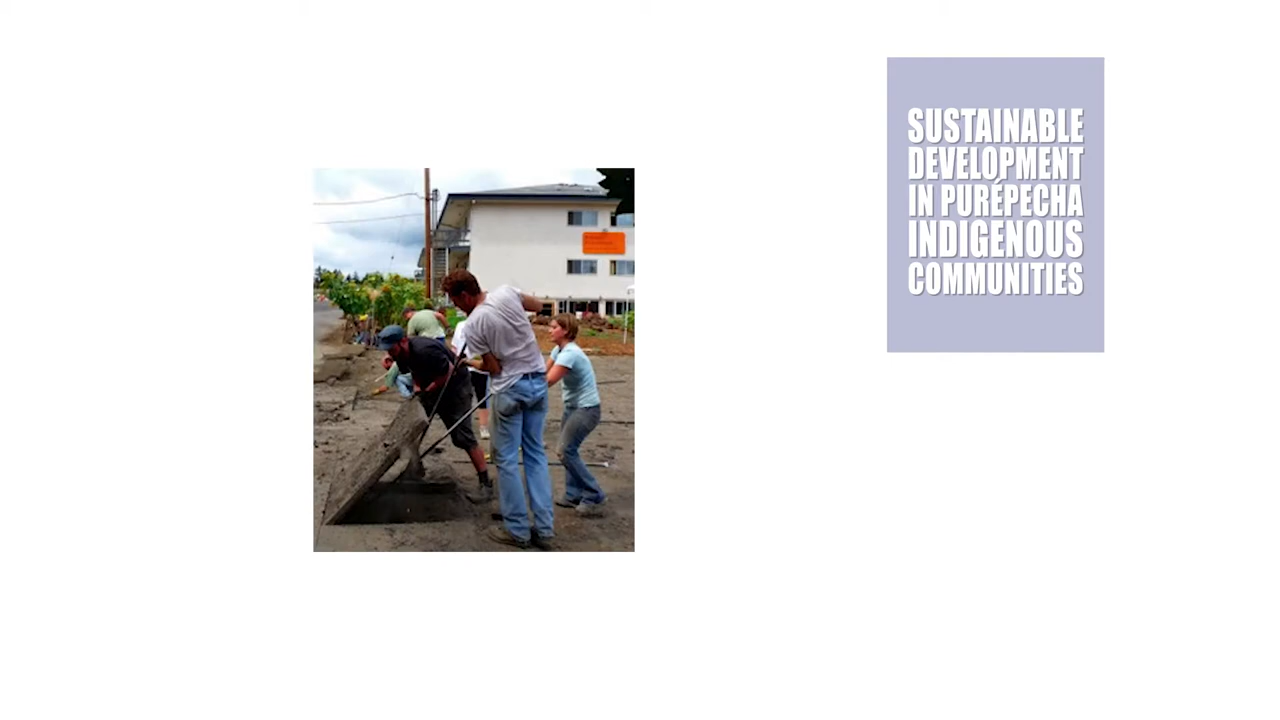 SUSTAINABLE
DEVELOPMENT
IN PURÉPECHA
INDIGENOUS
COMMUNITIES